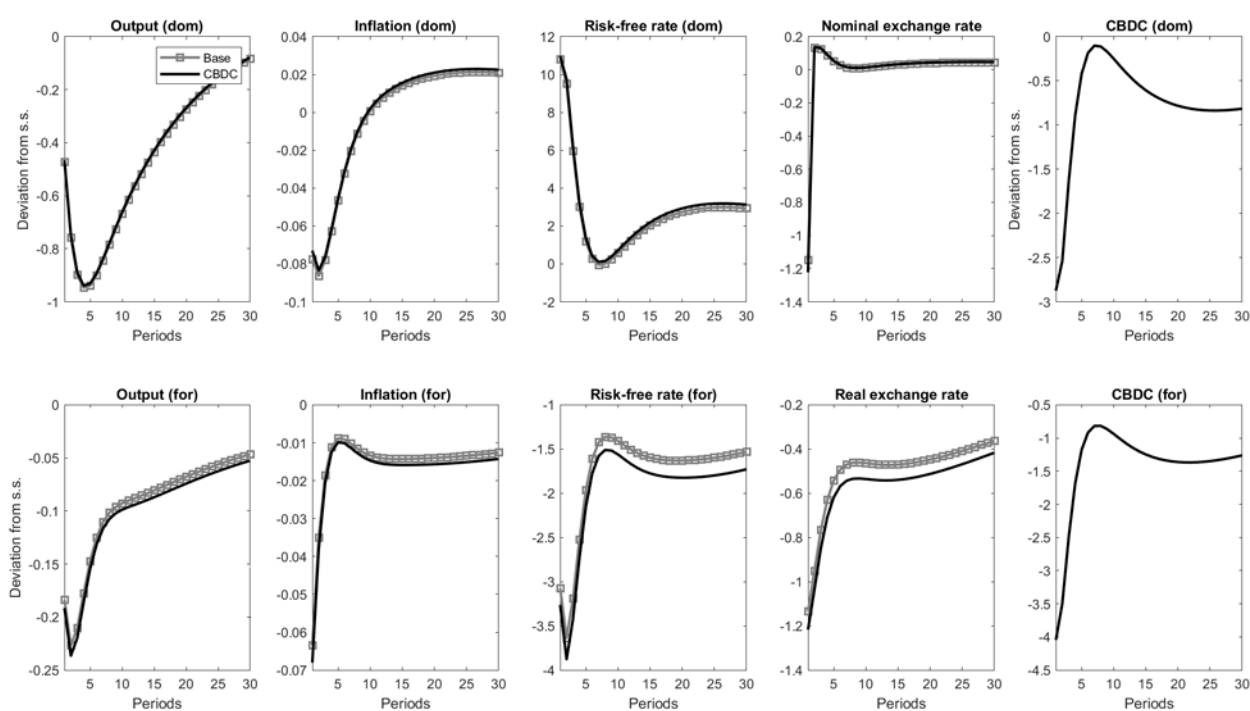 Output (dom)
Base
CBDC
Deviation from s.s.
0
-0.2
-0.4
-0.6
-0.8
-1
5 10 15 20 25 30
Periods
Inflation (dom)
0.04
0.02
0
-0.02
-0.04
-0.06
-0.08
-0.1
5 10 15 20 25 30
Periods
Risk-free rate (dom)
12
10
8
6
4
2
0
-2
5 10 15 20 25 30
Periods
Nominal exchange rate
0.2
0
-0.2
-0.4
-0.6
-0.8
-1
-1.2
-1.4
5 10 15 20 25 30
Periods
CBDC (dom)
Deviation from s.s.
0
-0.5
-1
-1.5
-2
-2.5
-3
5 10 15 20 25 30
Periods
Output (for)
Deviation from s.s.
0
-0.05
-0.1
-0.15
-0.2
-0.25
5 10 15 20 25 30
Periods
Inflation (for)
0
-0.01
-0.02
-0.03
-0.04
-0.05
-0.06
-0.07
5 10 15 20 25 30
Periods
Risk-free rate (for)
-1
-1.5
-2
-2.5
-3
-3.5
-4
5 10 15 20 25 30
Periods
Real exchange rate
-0.2
-0.4
-0.6
-0.8
-1
-1.2
-1.4
5 10 15 20 25 30
Periods
CBDC (for)
-0.5
-1
-1.5
-2
-2.5
-3
-3.5
-4
-4.5
5 10 15 20 25 30
Periods